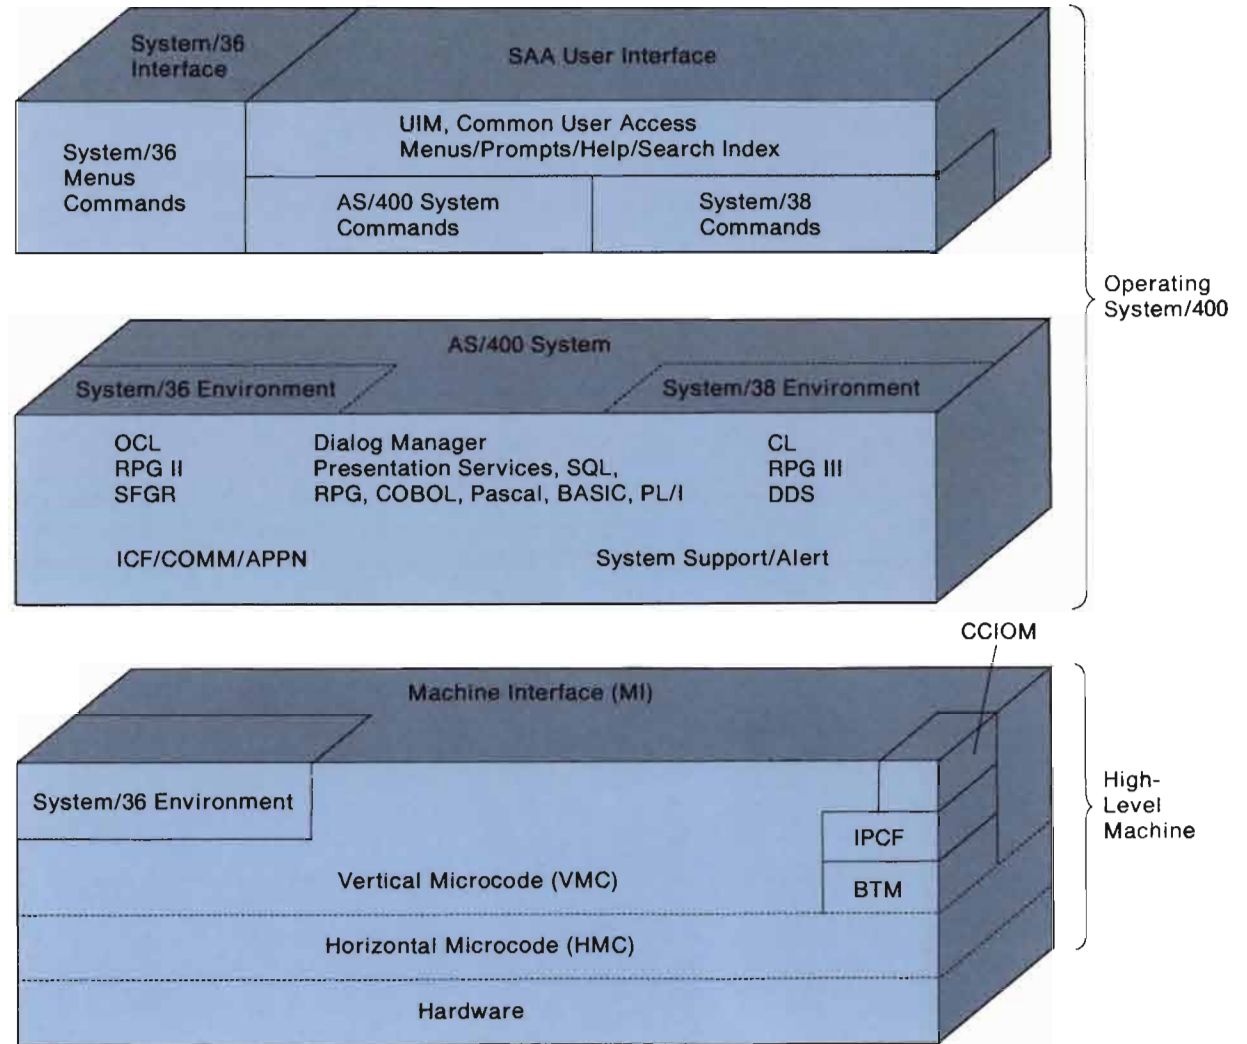 System/36
Interface
SAA User Interface
System/36
Menus
Commands
UIM, Common User Access
Menus/Prompts/Help/Search Index
AS/400 System
Commands
System/38
Commands
Operating
System/400
AS/400 System
System/36 Environment
System/38 Environment
OCL
RPG II
SFGR
Dialog Manager
Presentation Services, SQL,
RPG, COBOL, Pascal, BASIC, PL/I
CL
RPG III
DDS
ICF/COMM/APPN
System Support/Alert
CCIOM
Machine Interface (MI)
System/36 Environment
IPCF
BTM
Vertical Microcode (VMC)
Horizontal Microcode (HMC)
Hardware
High-
Level
Machine